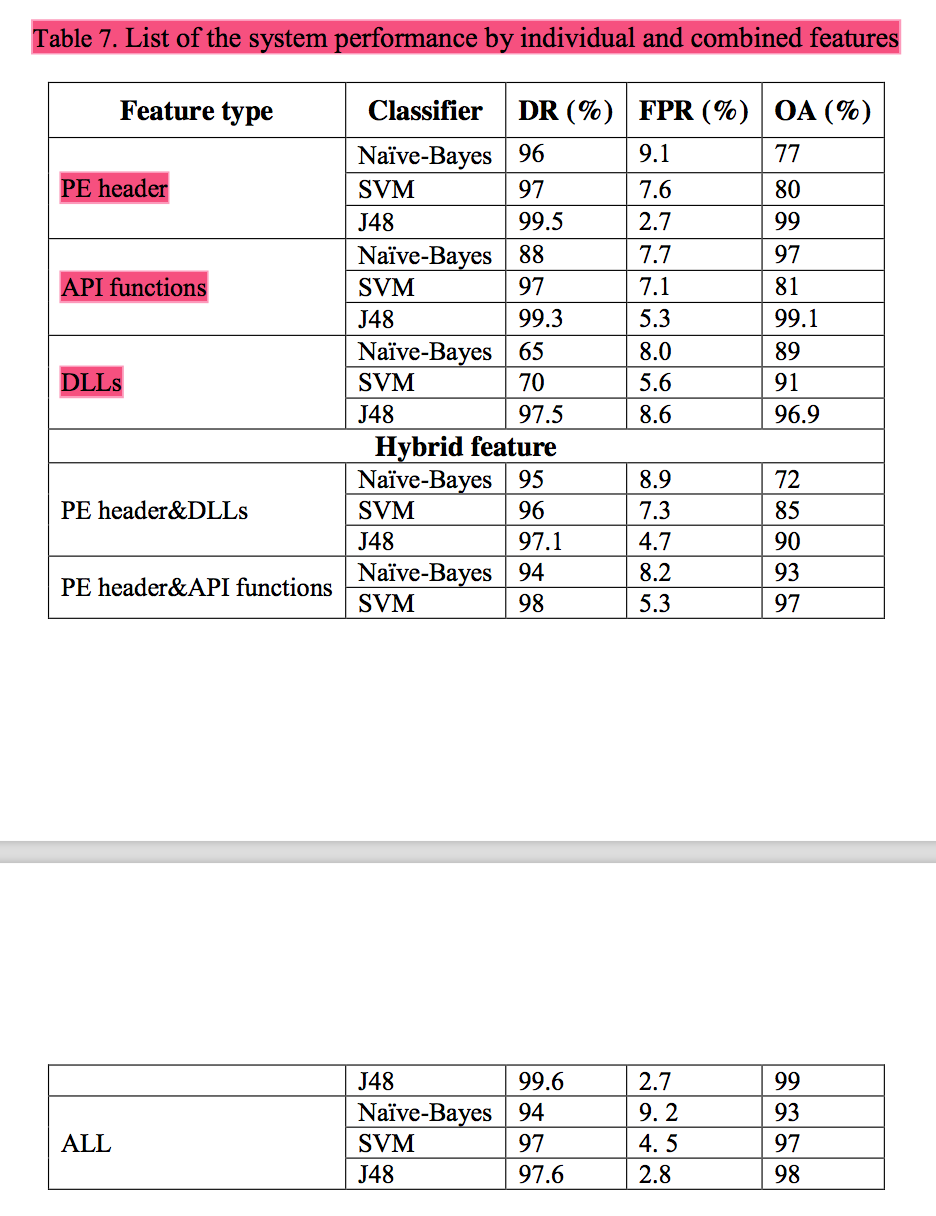 Table 7. List of the system performance by individual and combined features
Feature type Classifier DR (%) FPR (%) OA (%)
PE header
Naïve-Bayes 96 9.1 77
SVM 97 7.6 80
J48 99.5 2.7 99
API functions
Naïve-Bayes 88 7.7 97
SVM 97 7.1 81
J48 99.3 5.3 99.1
DLLs
Naïve-Bayes 65 8.0 89
SVM 70 5.6 91
J48 97.5 8.6 96.9
Hybrid feature
PE header&DLLs
Naïve-Bayes 95 8.9 72
SVM 96 7.3 85
J48 97.1 4.7 90
PE header&API functions
Naïve-Bayes 94 8.2 93
SVM 98 5.3 97
J48 99.6 2.7 99
ALL
Naïve-Bayes 94 9. 2 93
SVM 97 4. 5 97
J48 97.6 2.8 98